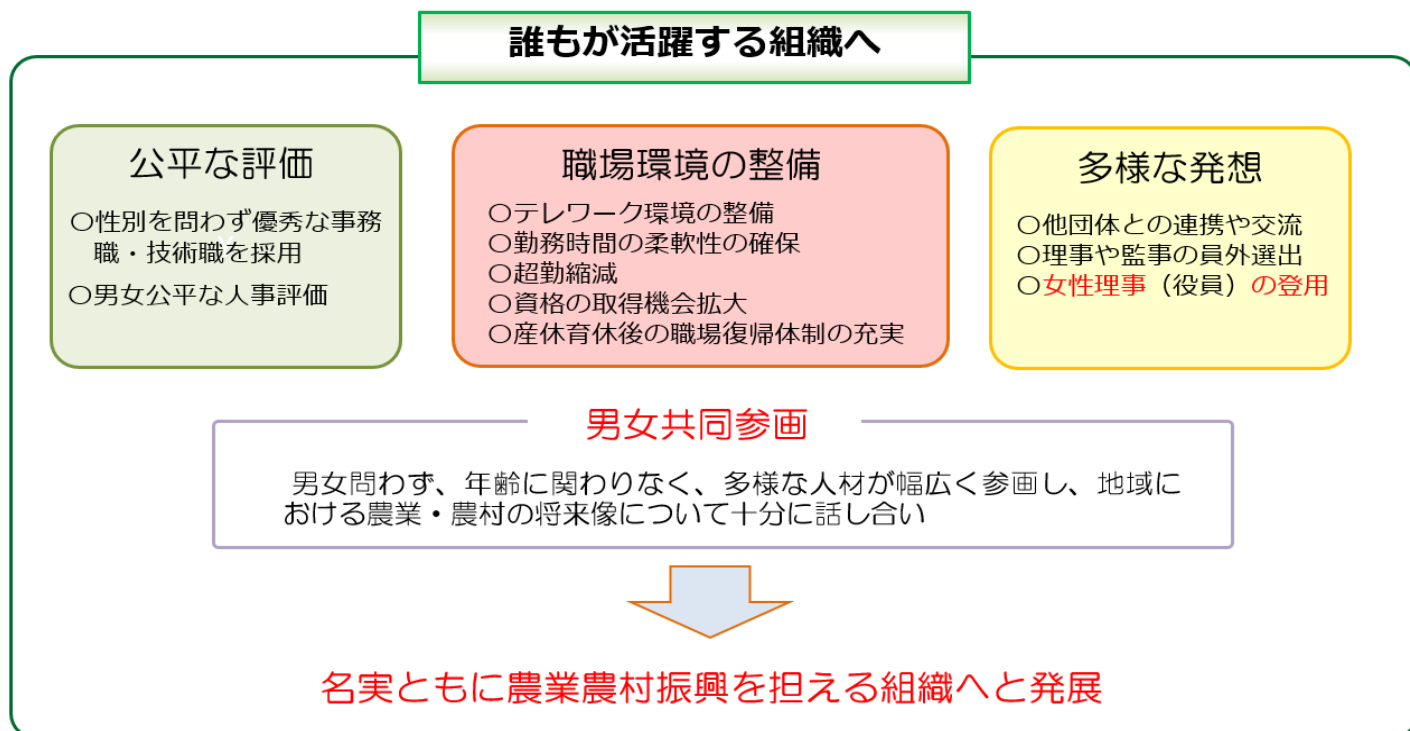 誰もが活躍する組織へ
公平な評価
○性別を問わず優秀な事務
職・技術職を採用
○男女公平な人事評価
職場環境の整備
○テレワーク環境の整備
○勤務時間の柔軟性の確保
○超勤縮減
○資格の取得機会拡大
○産休育休後の職場復帰体制の充実
多様な発想
○他団体との連携や交流
○理事や監事の員外選出
○女性理事（役員）の登用
男女共同参画
男女問わず、年齢に関わりなく、多様な人材が幅広く参画し、地域に
おける農業・農村の将来像について十分に話し合い
名実ともに農業農村振興を担える組織へと発展